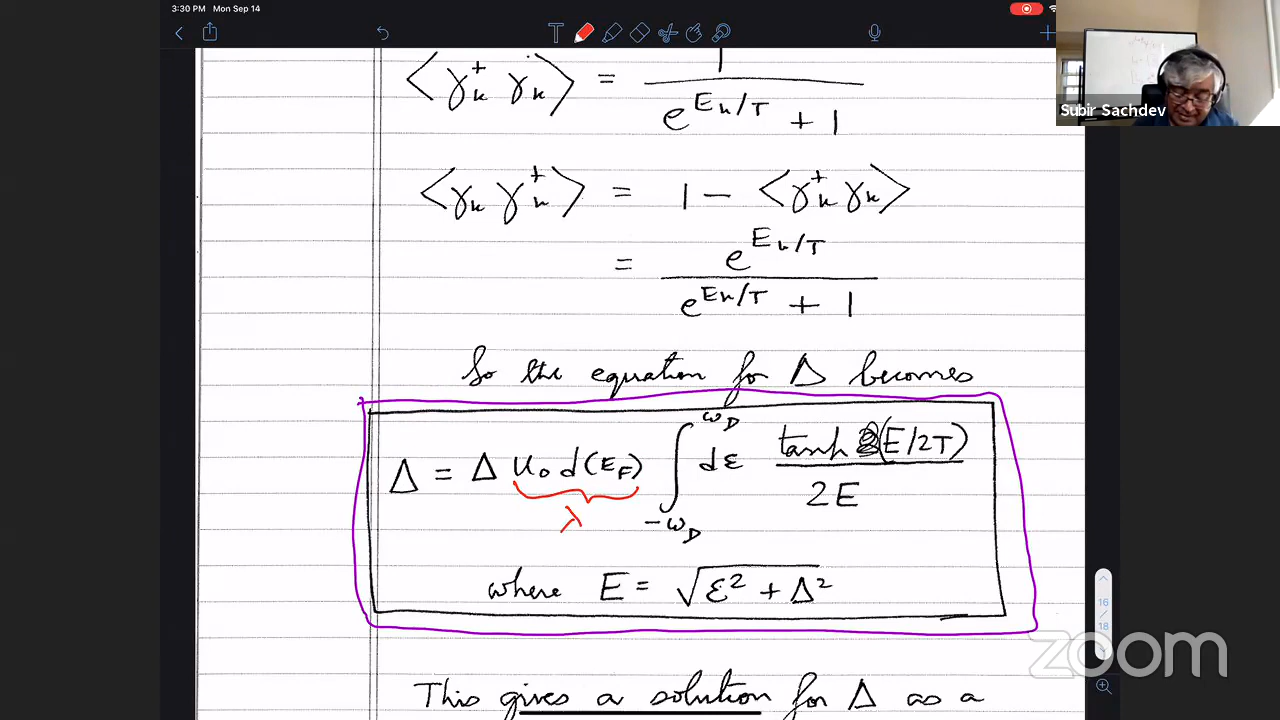 3:30 PM Mon Sep 14
⟨γ_k^+ γ_k⟩ = 1 / (e^{E_k/T} + 1)
Subir Sachdev
⟨γ_k γ_k^+⟩ = 1 − ⟨γ_k^+ γ_k⟩
= e^{E_k/T} / (e^{E_k/T} + 1)
So the equation for Δ becomes
Δ = Δ U_0 d(E_F) ∫_{-ω_D}^{ω_D} dε tanh (E/2T) / 2E
λ
where E = √(ε² + Δ²)
16
18
zoom
This gives a solution for Δ as a